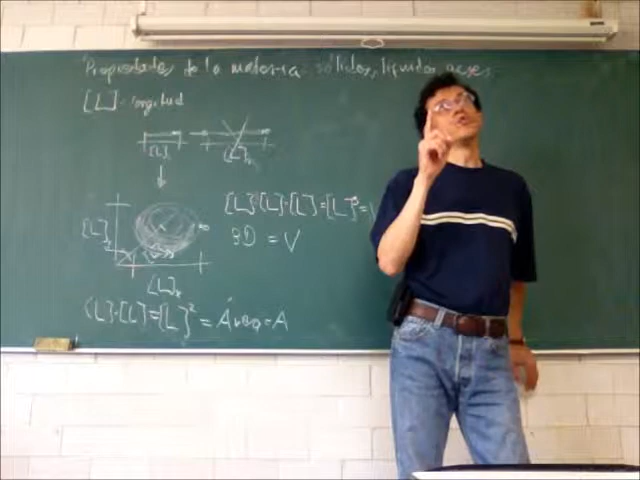 Propiedades de la materia sólidos, líquidos, gases
[L] - longitud
[L]
[L]·[L]·[L]=[L]³=V
3D = V
[L]
[L]
[L]·[L]=[L]² = Área=A